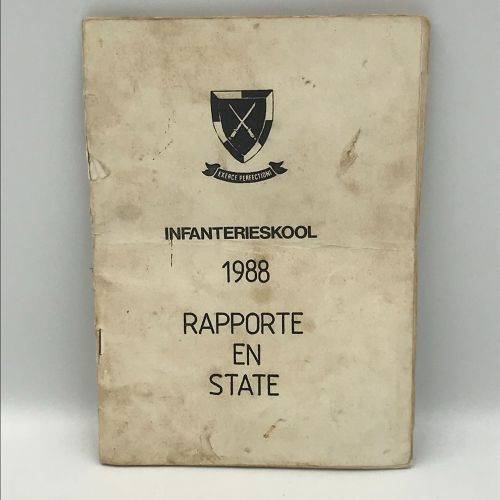 EXERCE PERFECTIONI
INFANTERIESKOOL
1988
RAPPORTE
EN
STATE